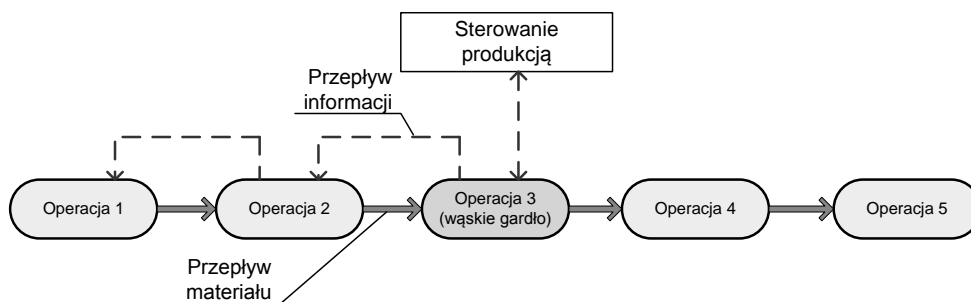 Sterowanie
produkcją
Przepływ
informacji
Operacja 1
Operacja 2
Operacja 3
(wąskie gardło)
Operacja 4
Operacja 5
Przepływ
materiału